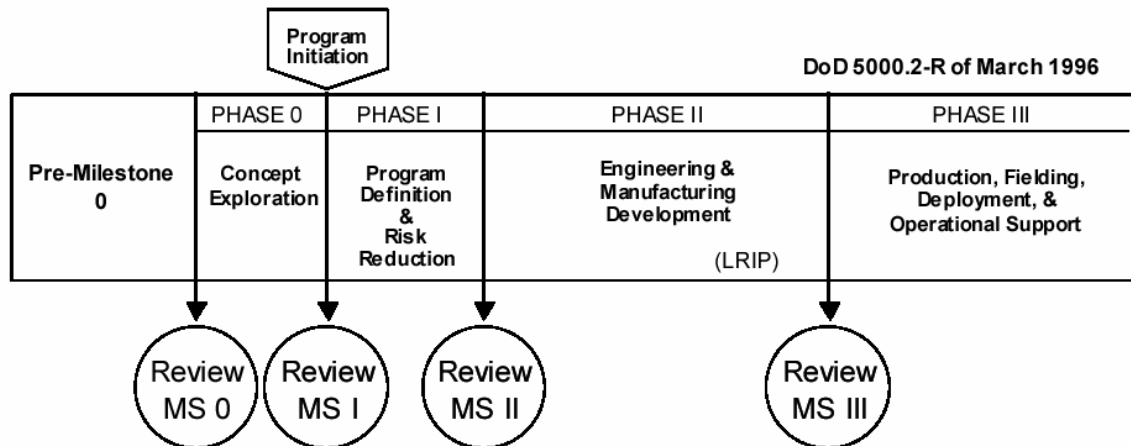 Program
Initiation
DoD 5000.2-R of March 1996
PHASE 0
PHASE I
PHASE II
PHASE III
Pre-Milestone
0
Concept
Exploration
Program
Definition
&
Risk
Reduction
Engineering &
Manufacturing
Development
(LRIP)
Production, Fielding,
Deployment, &
Operational Support
Review
MS 0
Review
MS I
Review
MS II
Review
MS III